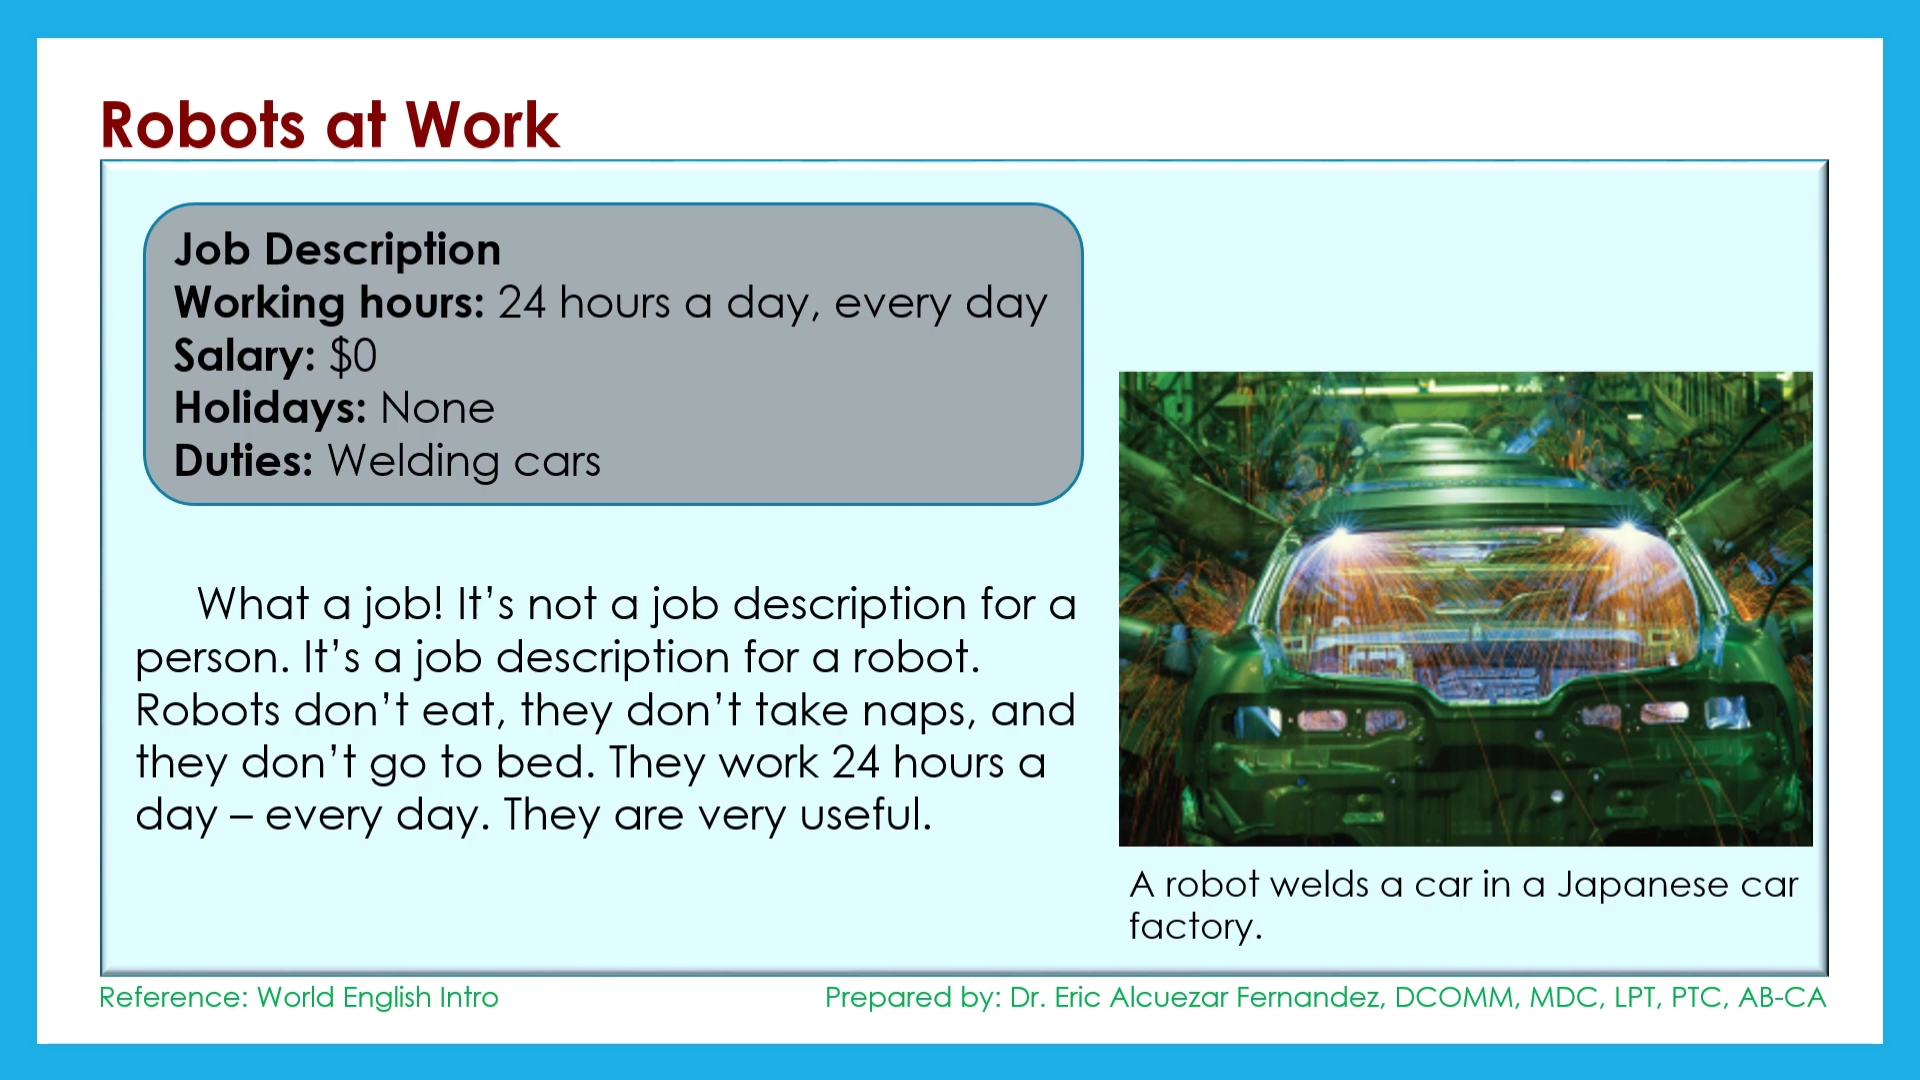 Robots at Work
Job Description
Working hours: 24 hours a day, every day
Salary: $0
Holidays: None
Duties: Welding cars
What a job! It’s not a job description for a
person. It’s a job description for a robot.
Robots don’t eat, they don’t take naps, and
they don’t go to bed. They work 24 hours a
day – every day. They are very useful.
A robot welds a car in a Japanese car
factory.
Reference: World English Intro
Prepared by: Dr. Eric Alcuezar Fernandez, DCOMM, MDC, LPT, PTC, AB-CA